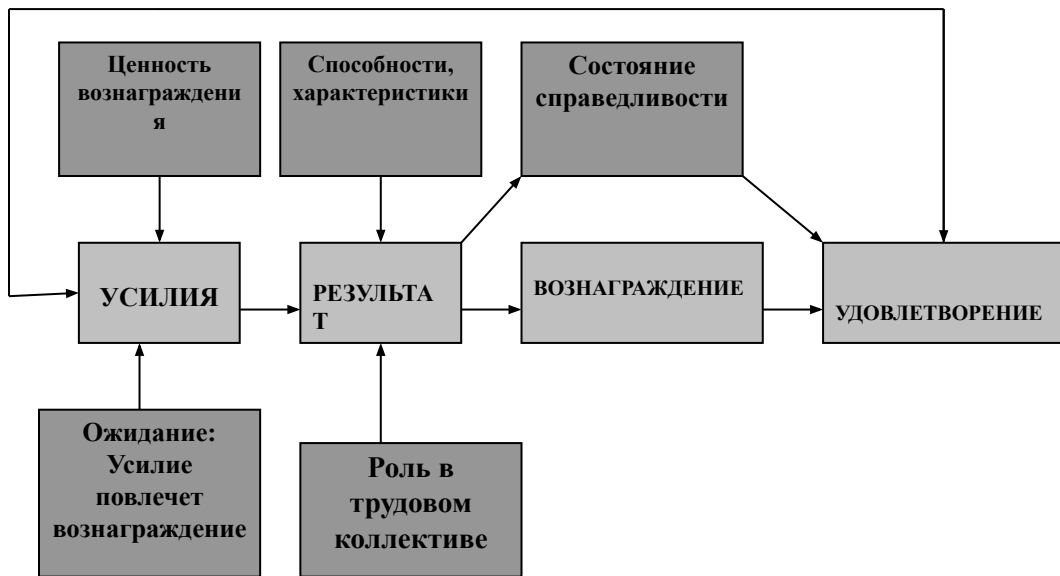 Ценность
вознаграждени
я
Способности,
характеристики
Состояние
справедливости
УСИЛИЯ
РЕЗУЛЬТА
Т
ВОЗНАГРАЖДЕНИЕ
УДОВЛЕТВОРЕНИЕ
Ожидание:
Усилие
повлечет
вознаграждение
Роль в
трудовом
коллективе